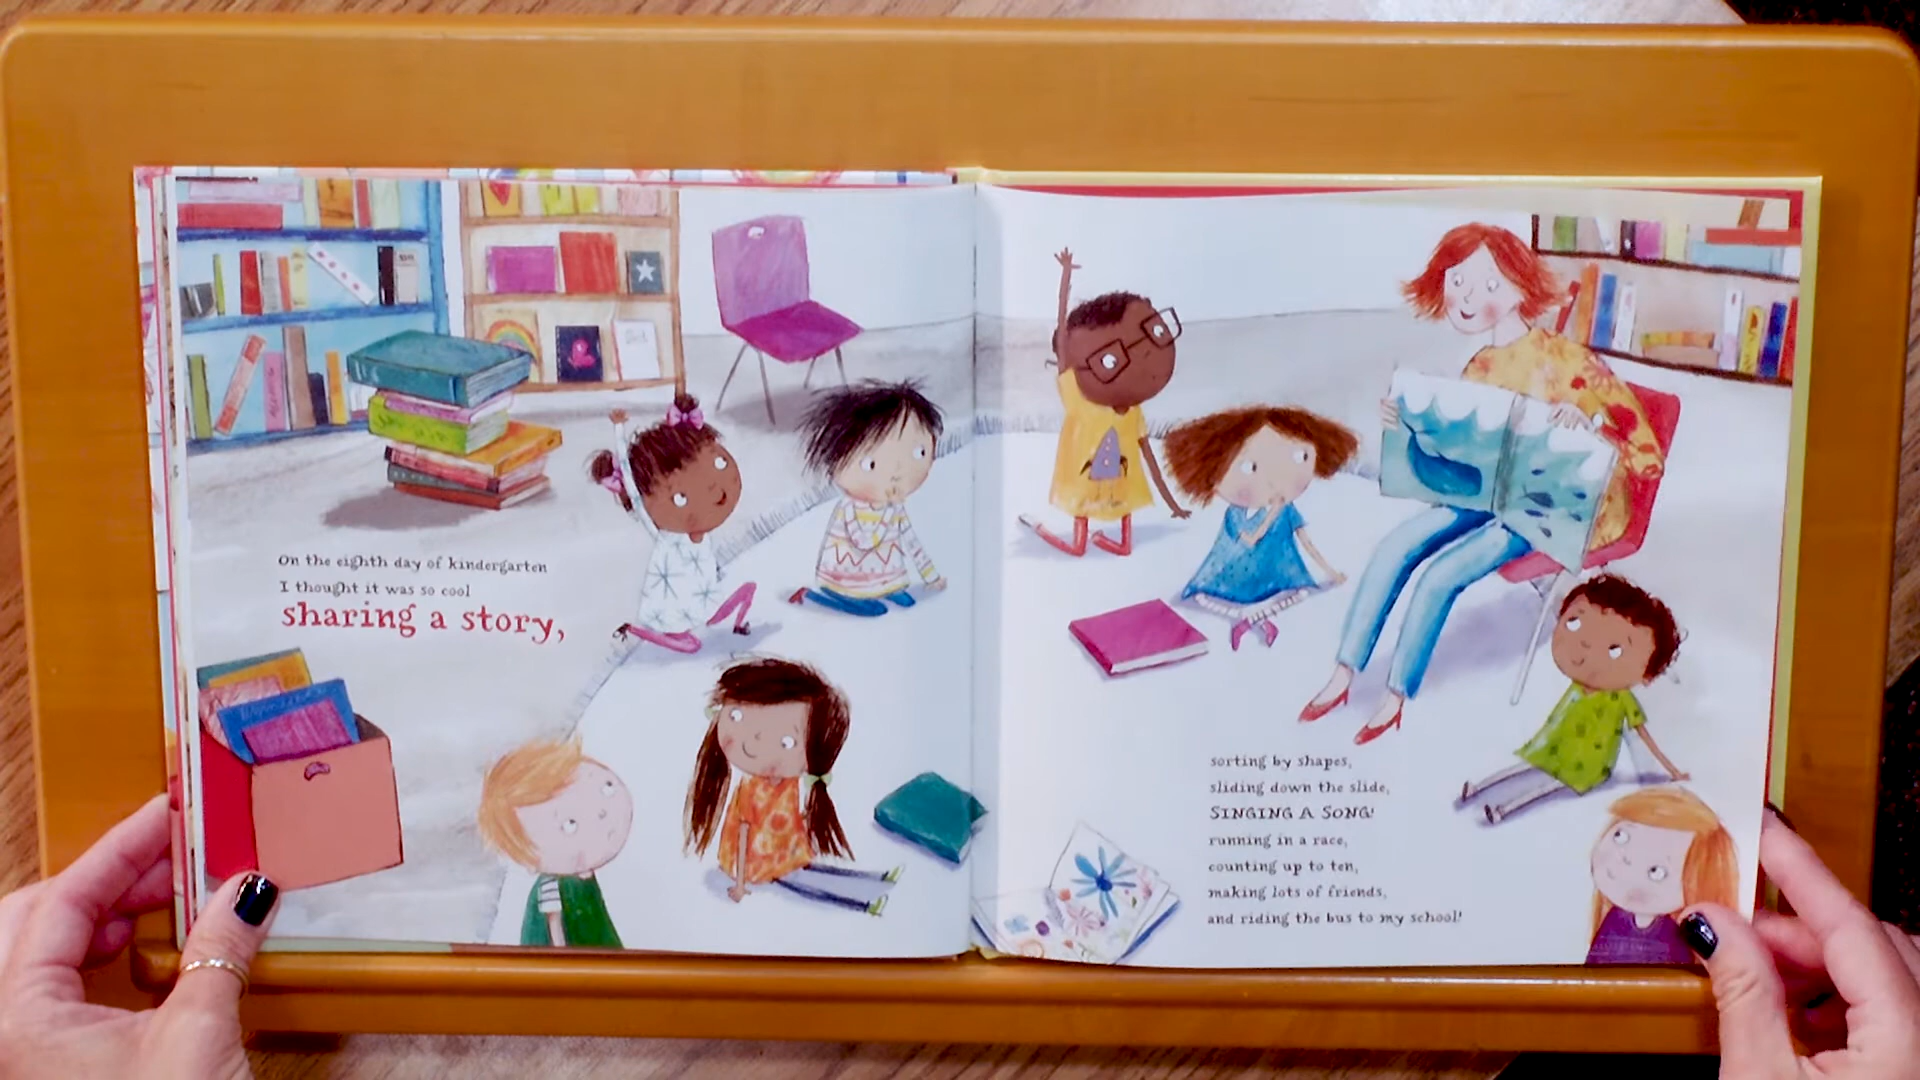 On the eighth day of kindergarten
I thought it was so cool
sharing a story,
sorting by shapes,
sliding down the slide,
SINGING A SONG!
running in a race,
counting up to ten,
making lots of friends,
and riding the bus to my school!